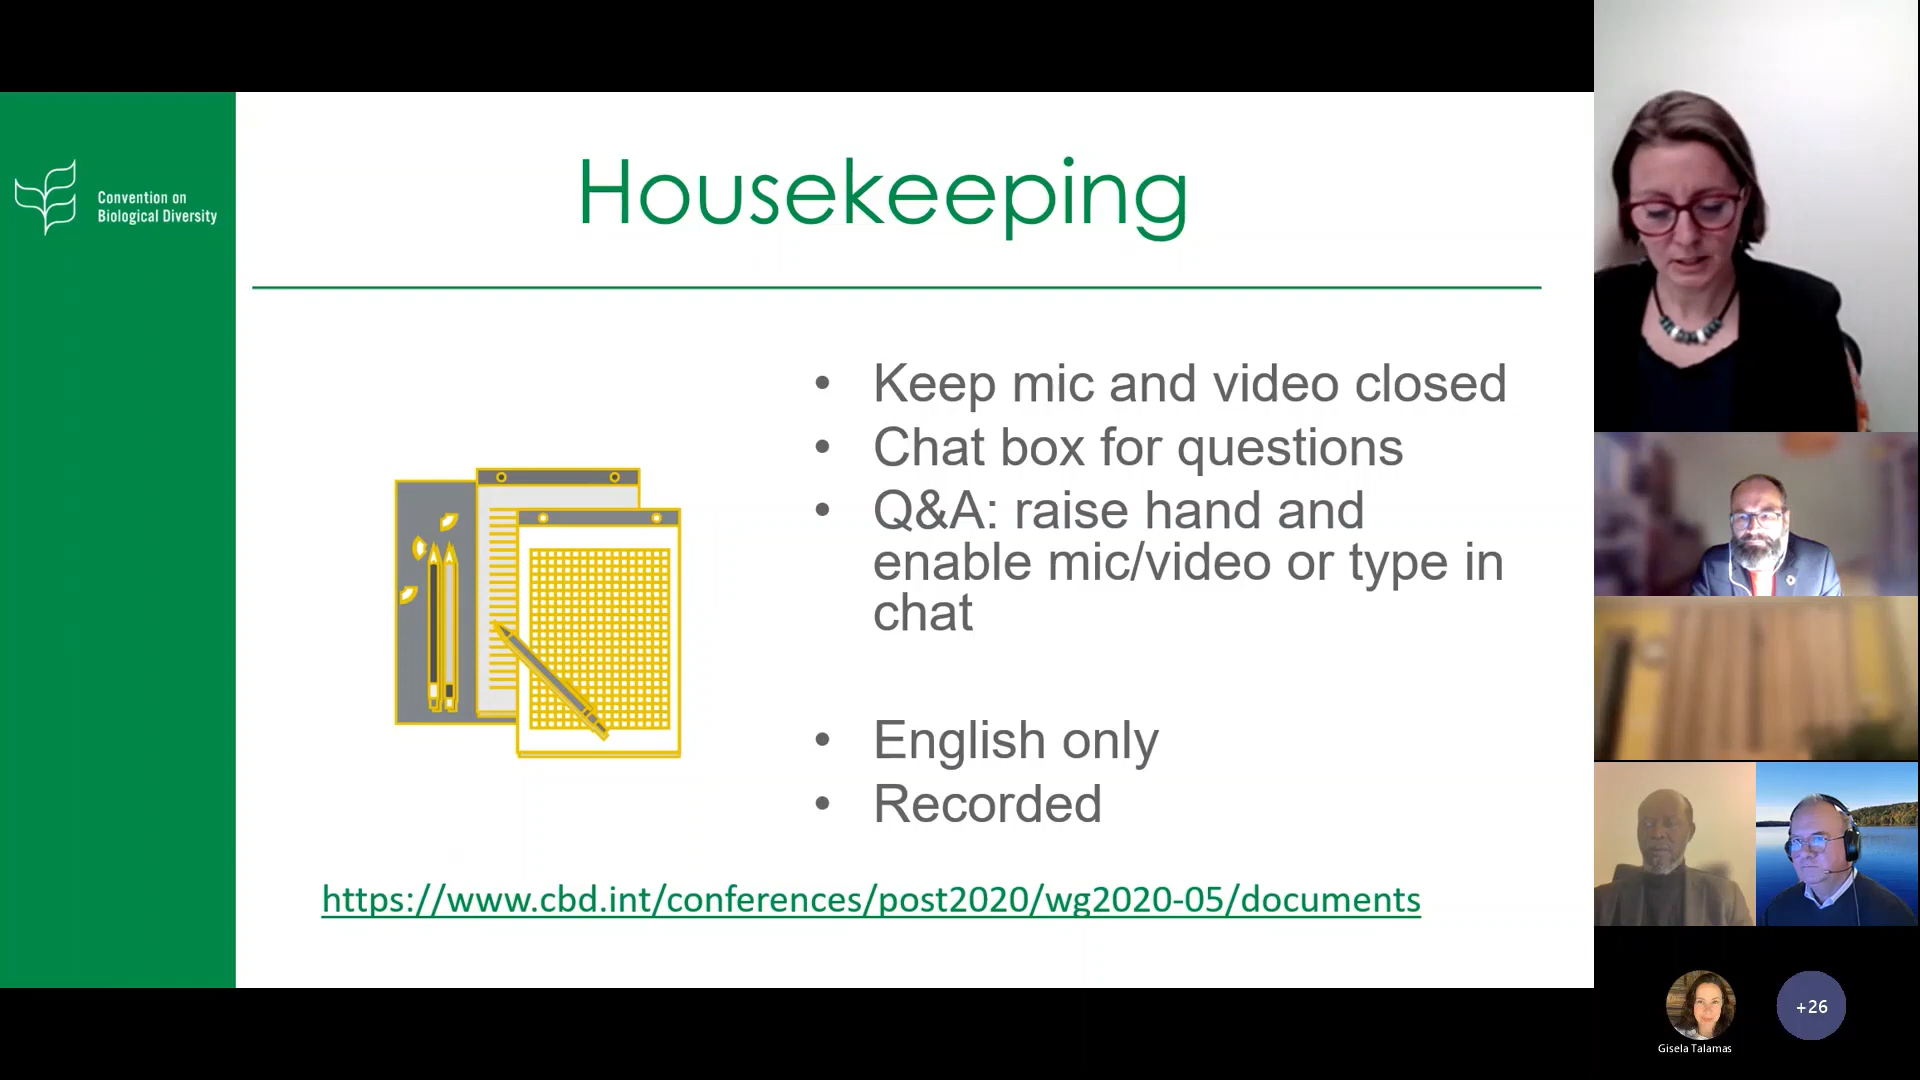 Convention on
Biological Diversity
Housekeeping
• Keep mic and video closed
• Chat box for questions
• Q&A: raise hand and
enable mic/video or type in
chat
• English only
• Recorded
https://www.cbd.int/conferences/post2020/wg2020-05/documents
Gisela Talamas
+26